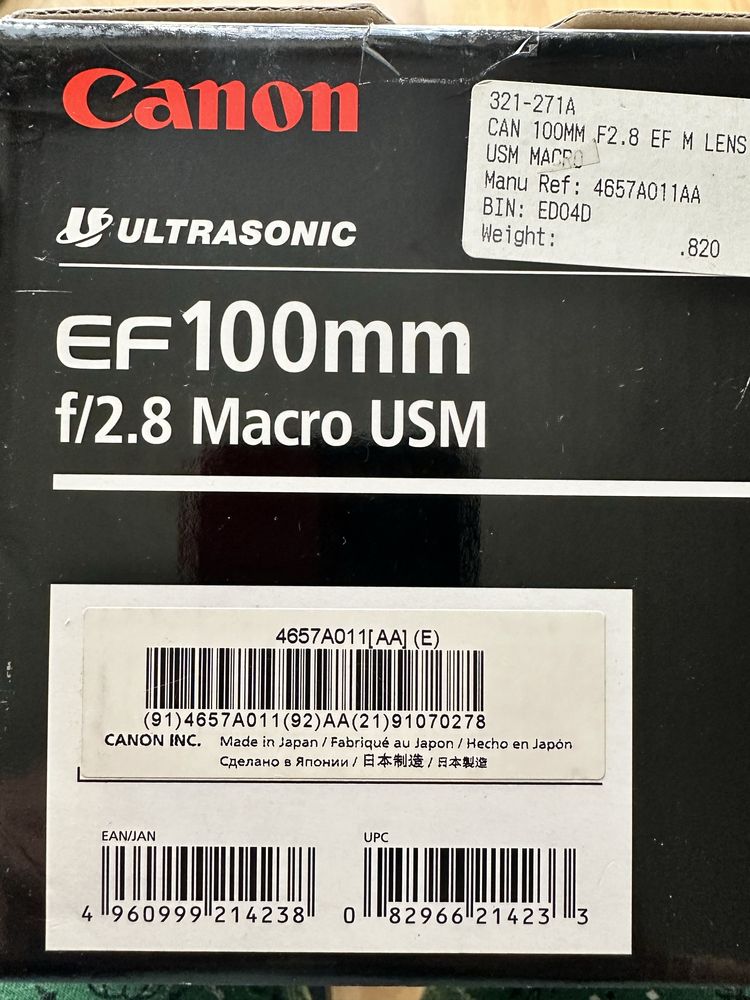 Canon
ULTRASONIC
EF100mm
f/2.8 Macro USM
321-271A
CAN 100MM F2.8 EF M LENS
USM MACRO
Manu Ref: 4657A011AA
BIN: ED04D
Weight: .820
4657A011[AA] (E)
(91)4657A011(92)AA(21)91070278
CANON INC. Made in Japan / Fabriqué au Japon / Hecho en Japón
Сделано в Японии / 日本制造 / 日本製造
EAN/JAN
4 960999 214238
UPC
0 82966 21423 3